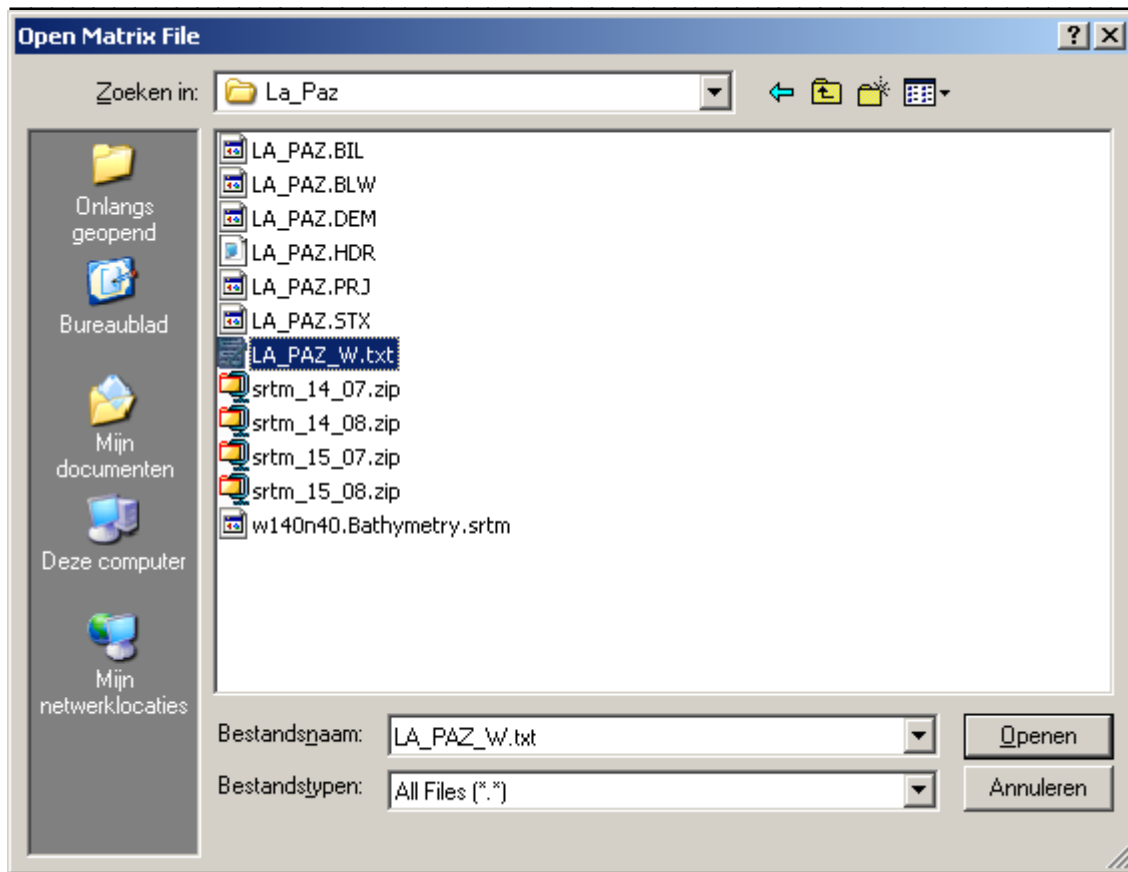 Open Matrix File
Zoeken in:
La_Paz
Onlangs
geopend
Bureaublad
Mijn
documenten
Deze computer
Mijn
netwerklocaties
LA_PAZ.BIL
LA_PAZ.BLW
LA_PAZ.DEM
LA_PAZ.HDR
LA_PAZ.PRJ
LA_PAZ.STX
LA_PAZ_W.txt
srtm_14_07.zip
srtm_14_08.zip
srtm_15_07.zip
srtm_15_08.zip
w140n40.Bathymetry.srtm
Bestandsnaam:
LA_PAZ_W.txt
Openen
Bestandstypen:
All Files (*.*)
Annuleren